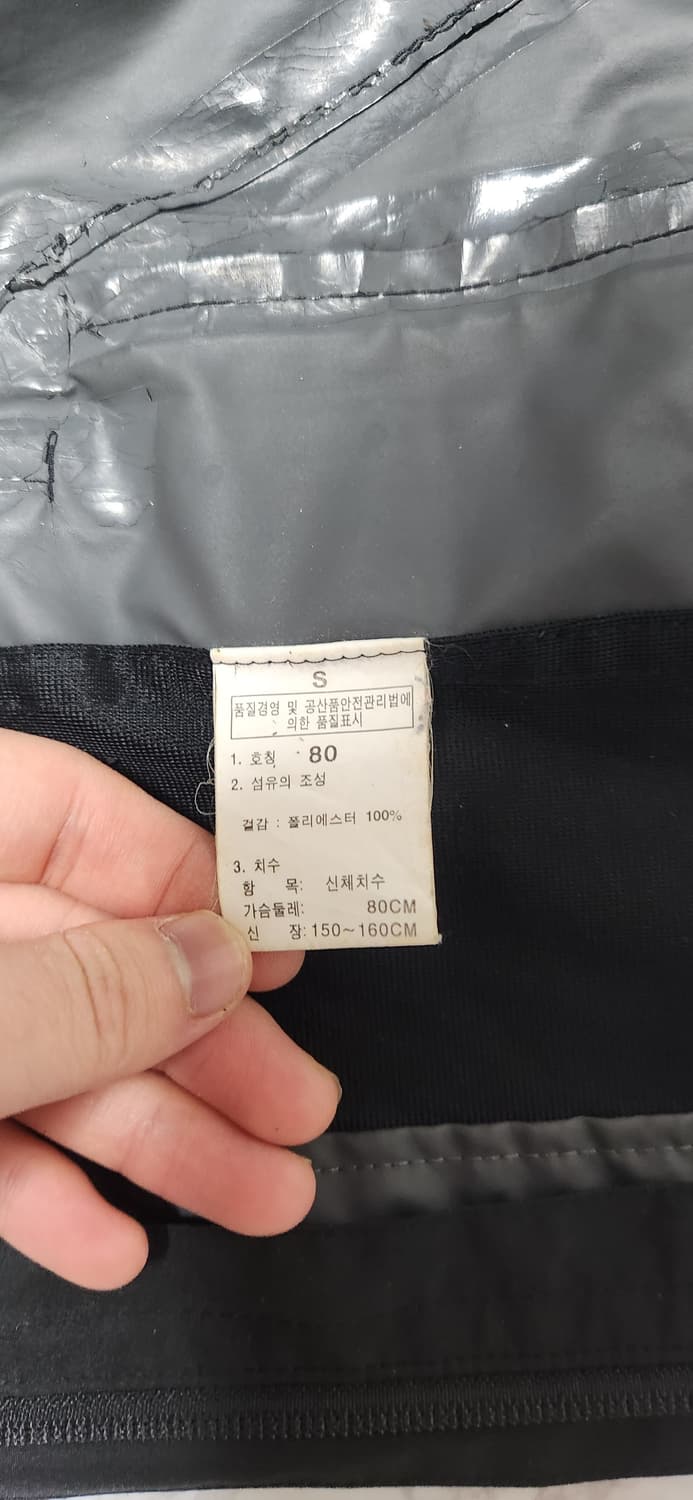 S
품질경영 및 공산품안전관리법에
의한 품질표시
1. 호칭 80
2. 섬유의 조성
겉감 : 폴리에스터 100%
3. 치수
항 목: 신체치수
가슴둘레: 80CM
신 장: 150~160CM